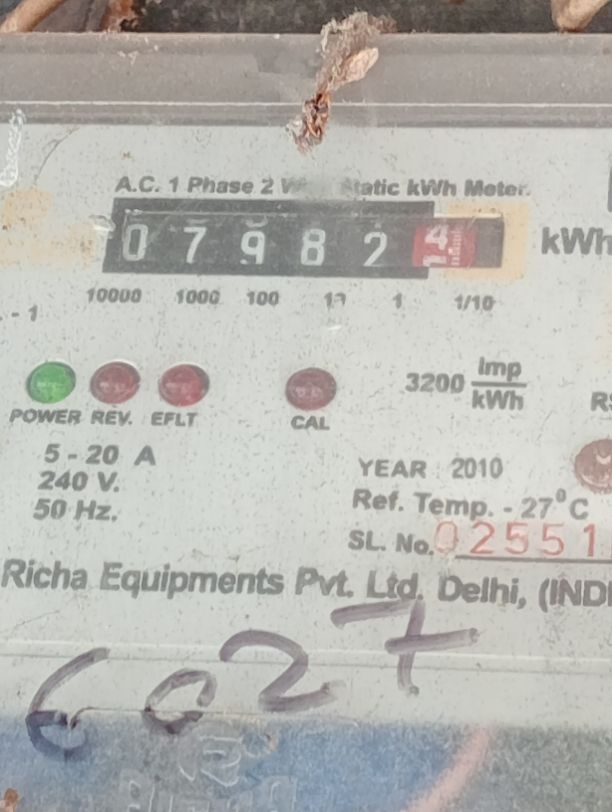 A.C. 1 Phase 2 Static kWh Meter.
0 7 9 8 2 4 kWh
10000 1000 100 1 1/10
- 1
3200 Imp/kWh
POWER REV. EFLT CAL
5 - 20 A
240 V.
50 Hz.
YEAR : 2010
Ref. Temp. - 27°C
SL. No. 02551
Richa Equipments Pvt. Ltd. Delhi, (INDI
6027